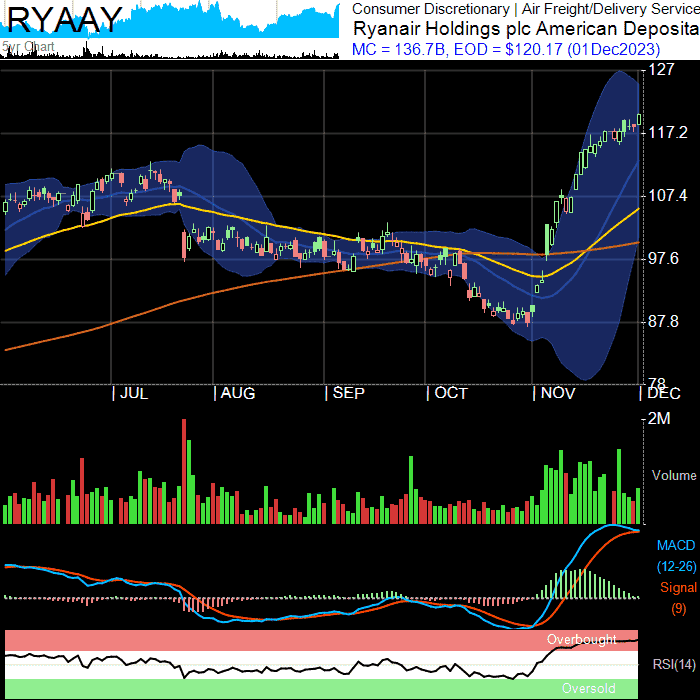 RYAAY
5yr Chart
Consumer Discretionary | Air Freight/Delivery Service
Ryanair Holdings plc American Deposita
MC = 136.7B, EOD = $120.17 (01Dec2023)
127
117.2
107.4
97.6
87.8
78
| JUL | AUG | SEP | OCT | NOV | DEC
2M
Volume
MACD
(12-26)
Signal
(9)
Overbought
RSI(14)
Oversold